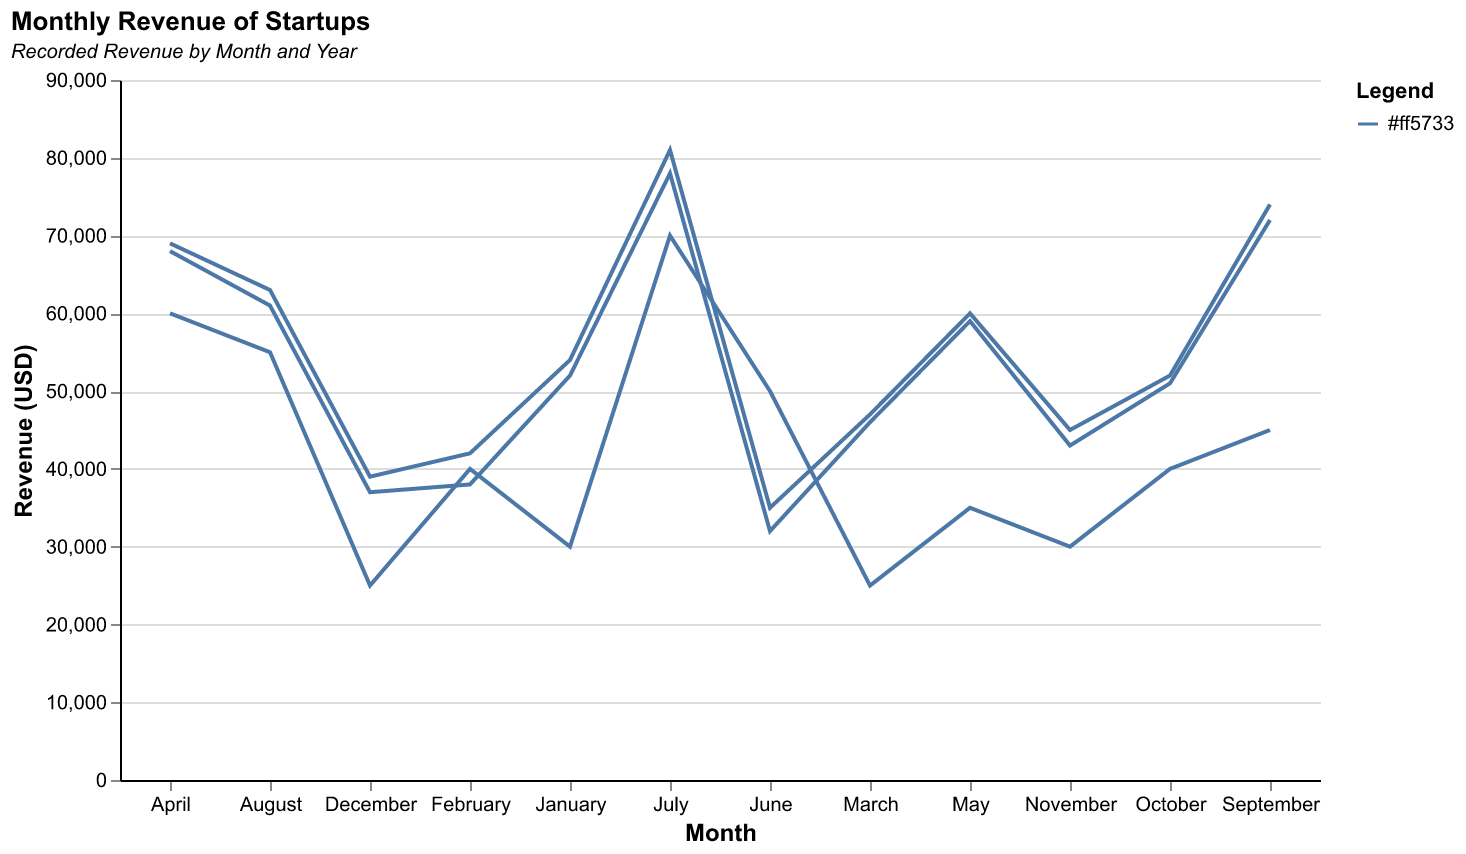 Monthly Revenue of Startups
Recorded Revenue by Month and Year
90,000
80,000
70,000
60,000
50,000
40,000
30,000
20,000
10,000
0
Revenue (USD)
April August December February January July June March May November October September
Month
Legend
#ff5733